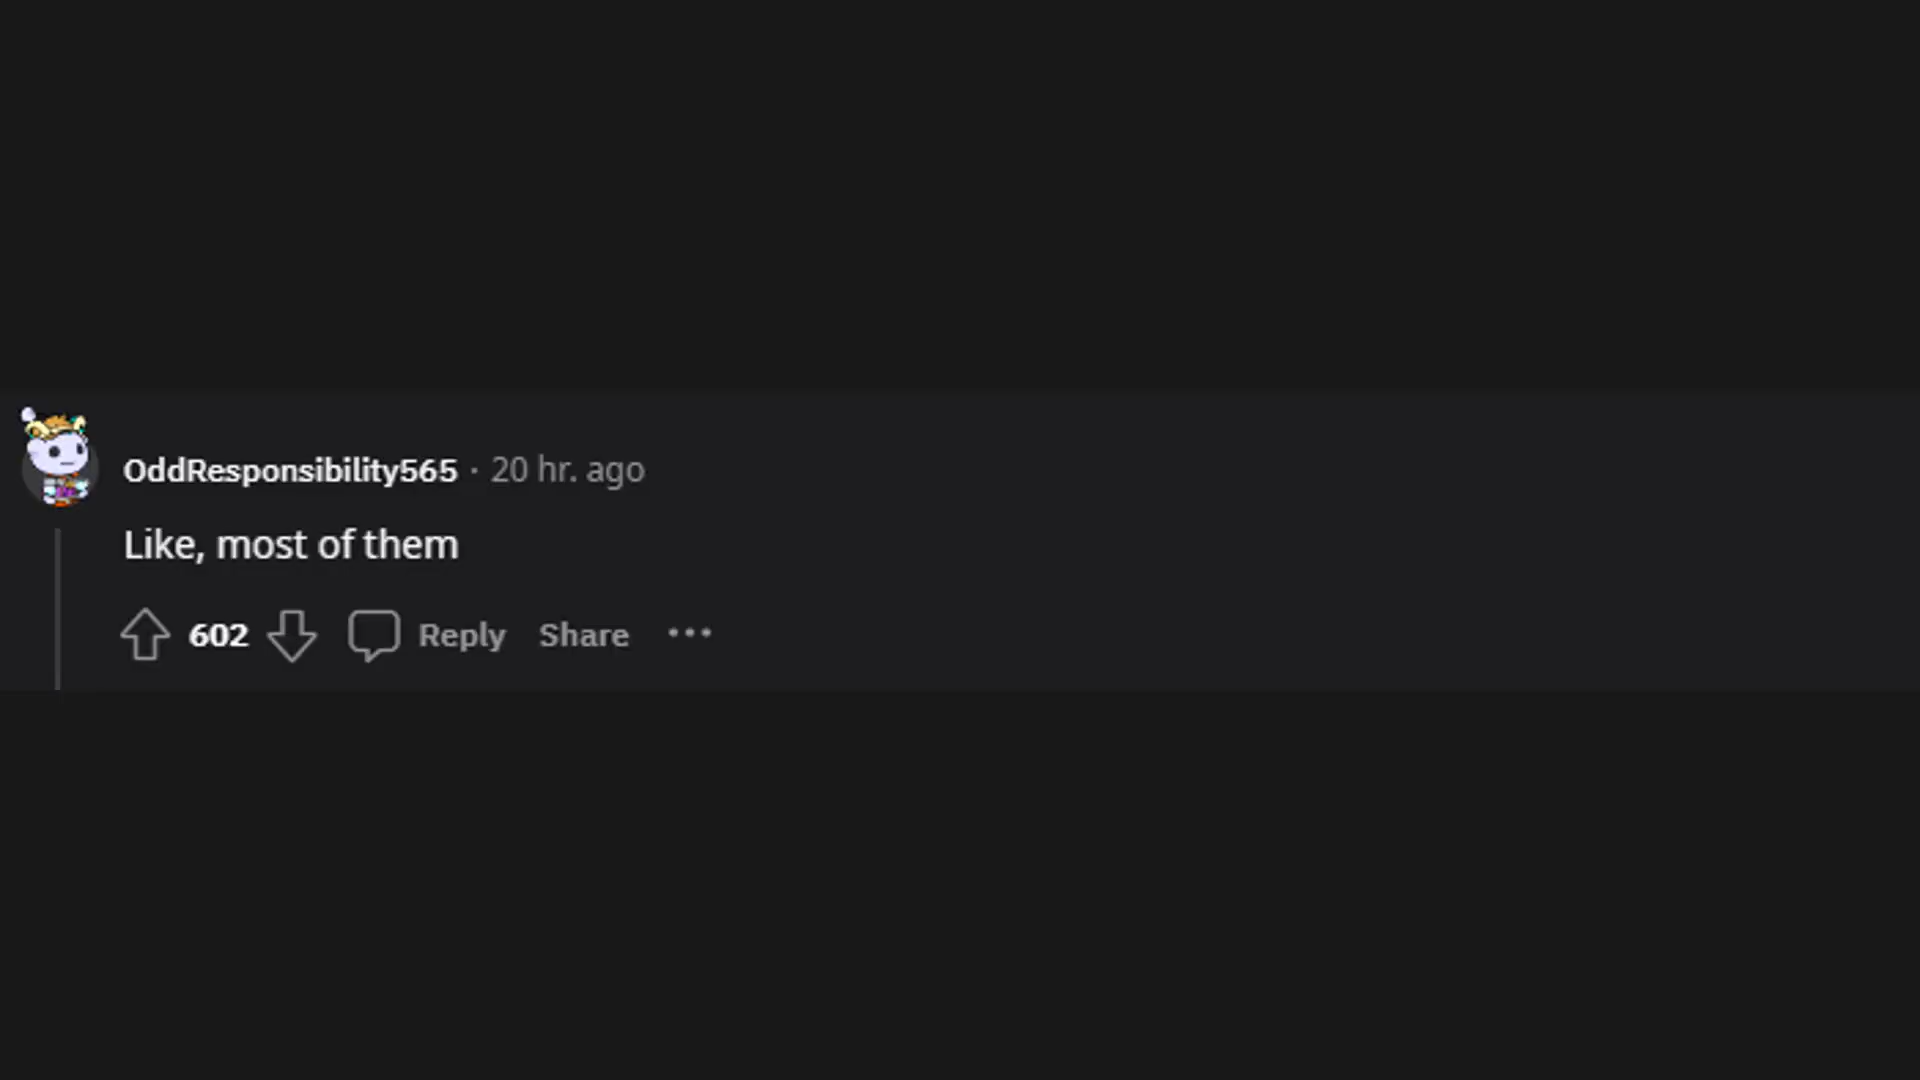 OddResponsibility565 · 20 hr. ago
Like, most of them
602 Reply Share ···